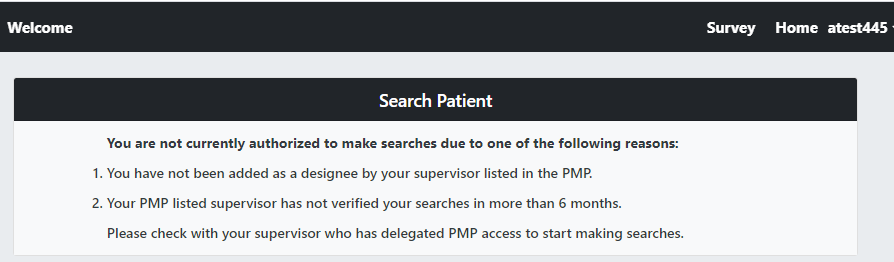 Welcome Survey Home atest445
Search Patient
You are not currently authorized to make searches due to one of the following reasons:
1. You have not been added as a designee by your supervisor listed in the PMP.
2. Your PMP listed supervisor has not verified your searches in more than 6 months.
Please check with your supervisor who has delegated PMP access to start making searches.